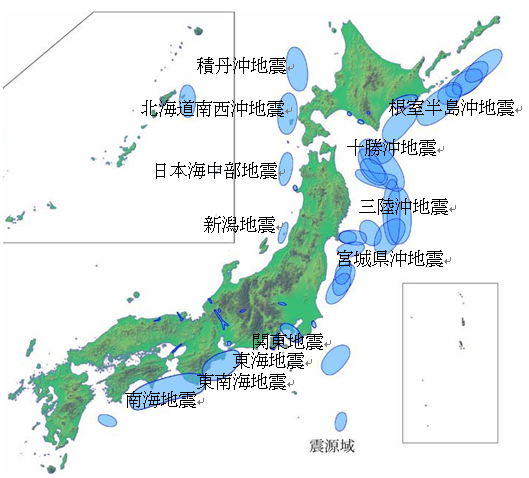 積丹沖地震
北海道南西沖地震
根室半島沖地震
十勝沖地震
日本海中部地震
三陸沖地震
新潟地震
宮城県沖地震
関東地震
東海地震
東南海地震
南海地震
震源域